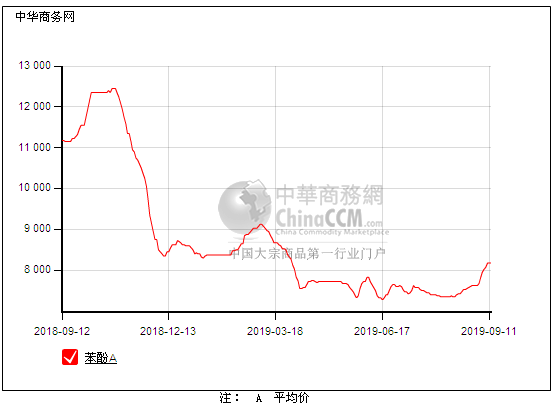 中华商务网
13 000
12 000
11 000
10 000
9 000
8 000
中華商務網
ChinaCCM.com
China Commodity Marketplace
中国大宗商品第一行业门户
2018-09-12 2018-12-13 2019-03-18 2019-06-17 2019-09-11
苯酚A
注： A 平均价